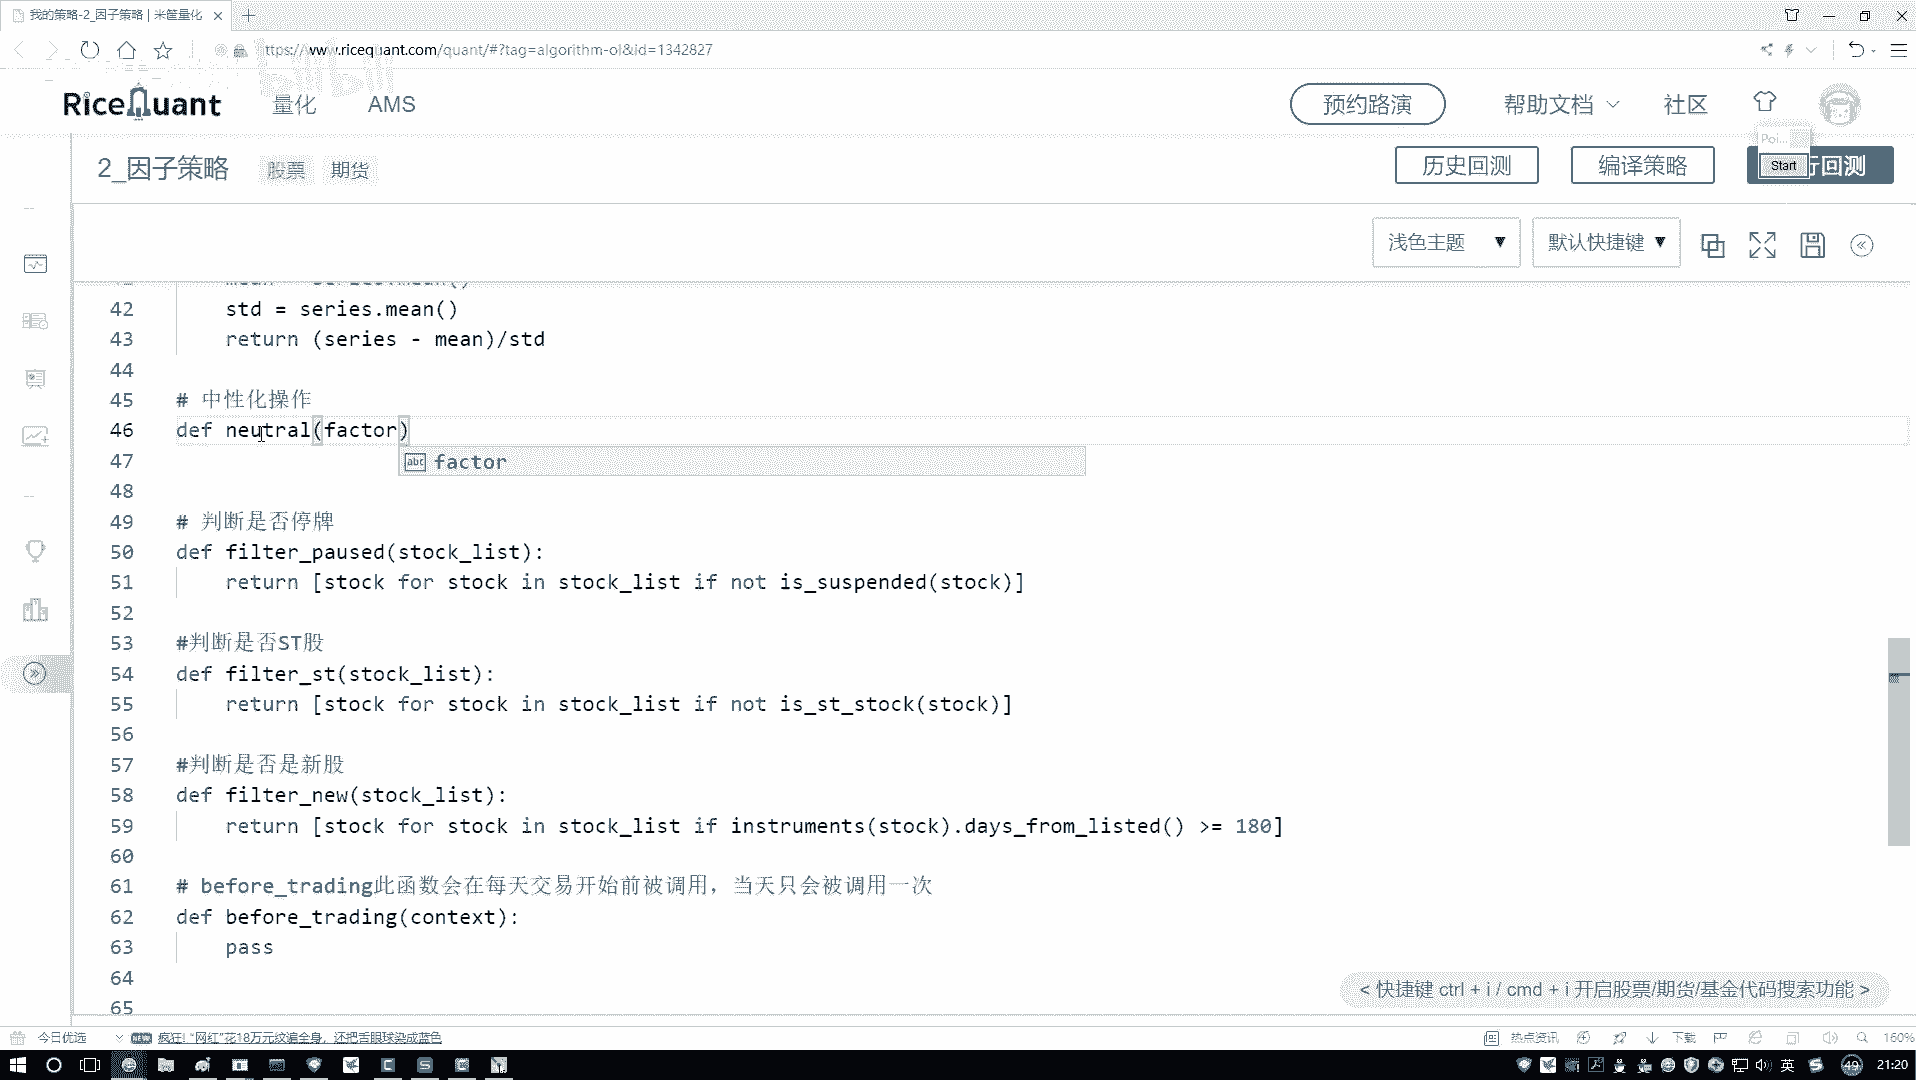 我的策略-2_因子策略 | 米筐量化
ttps://www.ricequant.com/quant/#?tag=algorithm-ol&id=1342827
bilibili
RiceQuant 量化 AMS 预约路演 帮助文档 社区
Poi...
2_因子策略 股票 期货 历史回测 编译策略 Start 行回测
浅色主题 默认快捷键
42 std = series.mean()
43 return (series - mean)/std
44
45 # 中性化操作
46 def neutral(factor)
47 factor
48
49 # 判断是否停牌
50 def filter_paused(stock_list):
51 return [stock for stock in stock_list if not is_suspended(stock)]
52
53 #判断是否ST股
54 def filter_st(stock_list):
55 return [stock for stock in stock_list if not is_st_stock(stock)]
56
57 #判断是否是新股
58 def filter_new(stock_list):
59 return [stock for stock in stock_list if instruments(stock).days_from_listed() >= 180]
60
61 # before_trading此函数会在每天交易开始前被调用，当天只会被调用一次
62 def before_trading(context):
63 pass
64
65
< 快捷键 ctrl + i / cmd + i 开启股票/期货/基金代码搜索功能 >
今日优选 NEW 疯狂! “网红”花18万元纹遍全身，还把舌眼球染成蓝色 热点资讯 下载 160%
英 49 21:20